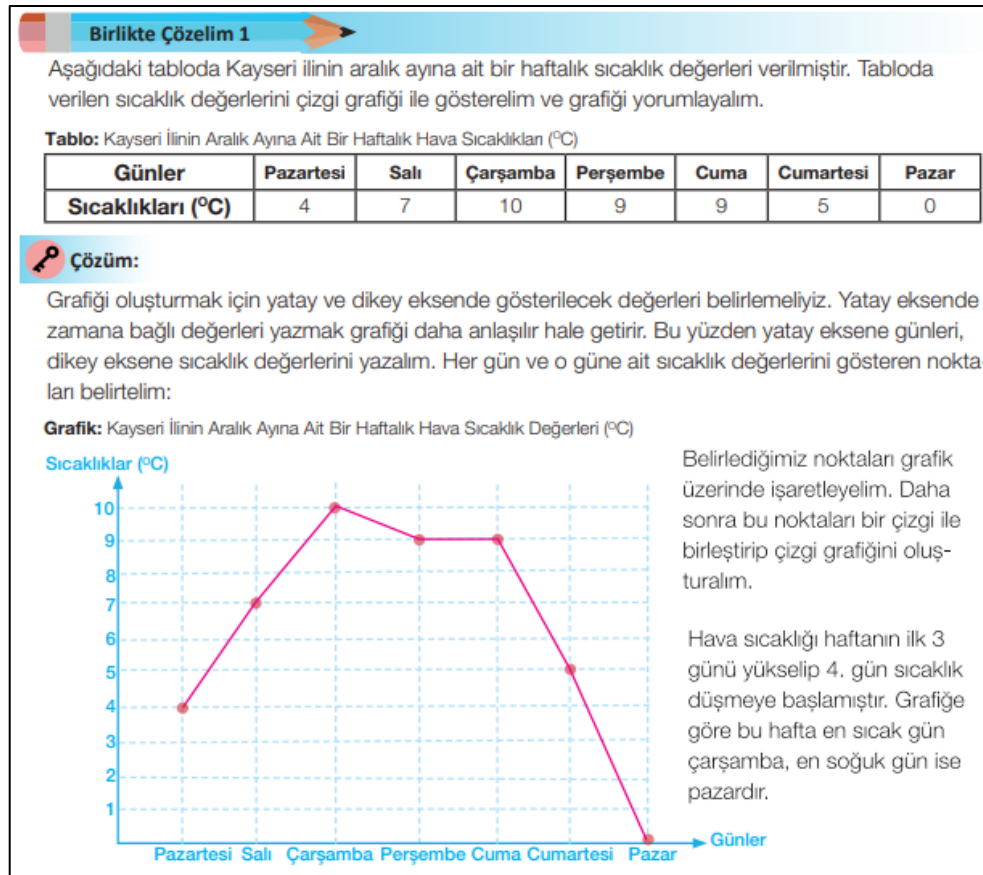 Birlikte Çözelim 1
Aşağıdaki tabloda Kayseri ilinin aralık ayına ait bir haftalık sıcaklık değerleri verilmiştir. Tabloda
verilen sıcaklık değerlerini çizgi grafiği ile gösterelim ve grafiği yorumlayalım.
Tablo: Kayseri İlinin Aralık Ayına Ait Bir Haftalık Hava Sıcaklıkları (°C)
Günler Pazartesi Salı Çarşamba Perşembe Cuma Cumartesi Pazar
Sıcaklıkları (°C) 4 7 10 9 9 5 0
Çözüm:
Grafiği oluşturmak için yatay ve dikey eksende gösterilecek değerleri belirlemeliyiz. Yatay eksende
zamana bağlı değerleri yazmak grafiği daha anlaşılır hale getirir. Bu yüzden yatay eksene günleri,
dikey eksene sıcaklık değerlerini yazalım. Her gün ve o güne ait sıcaklık değerlerini gösteren nokta-
ları belirtelim:
Grafik: Kayseri İlinin Aralık Ayına Ait Bir Haftalık Hava Sıcaklık Değerleri (°C)
Sıcaklıklar (°C)
10
9
8
7
6
5
4
3
2
1
Pazartesi Salı Çarşamba Perşembe Cuma Cumartesi Pazar
Günler
Belirlediğimiz noktaları grafik
üzerinde işaretleyelim. Daha
sonra bu noktaları bir çizgi ile
birleştirip çizgi grafiğini oluş-
turalım.
Hava sıcaklığı haftanın ilk 3
günü yükselip 4. gün sıcaklık
düşmeye başlamıştır. Grafiğe
göre bu hafta en sıcak gün
çarşamba, en soğuk gün ise
pazardır.